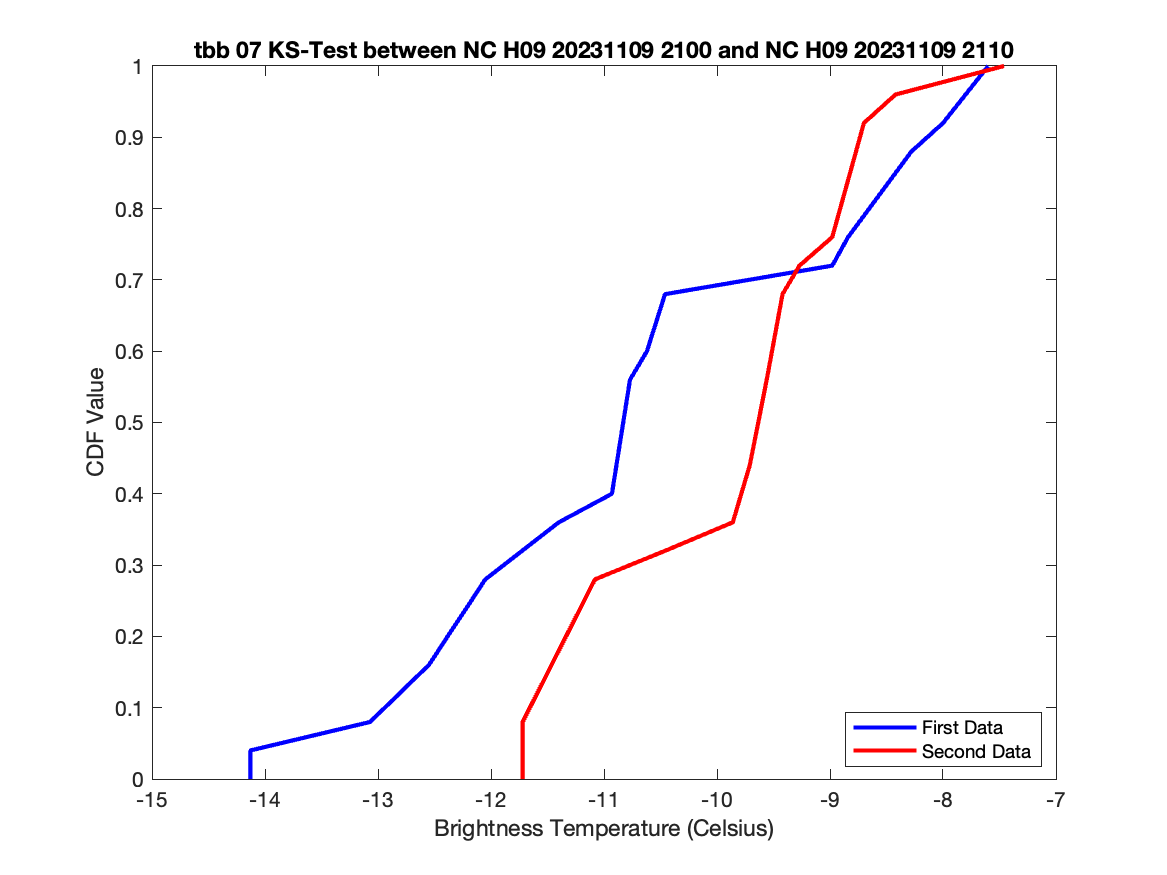 tbb 07 KS-Test between NC H09 20231109 2100 and NC H09 20231109 2110
1
0.9
0.8
0.7
0.6
0.5
0.4
0.3
0.2
0.1
0
CDF Value
First Data
Second Data
-15 -14 -13 -12 -11 -10 -9 -8 -7
Brightness Temperature (Celsius)